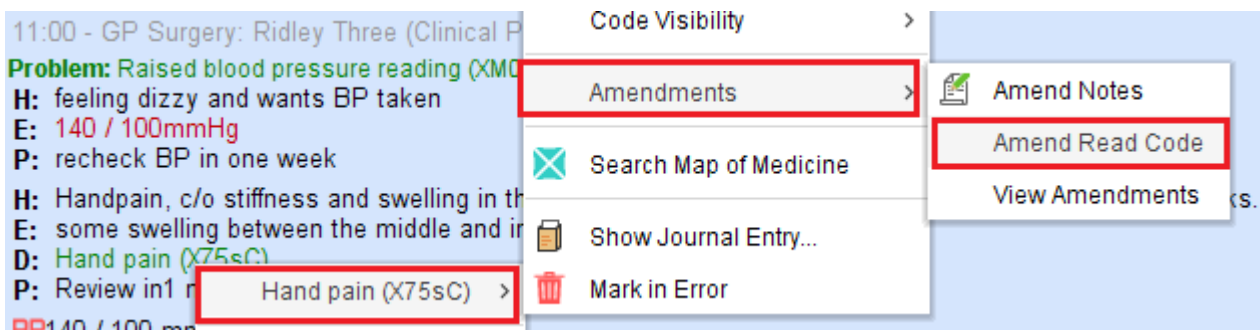 11:00 - GP Surgery: Ridley Three (Clinical P
Problem: Raised blood pressure reading (XM0
H: feeling dizzy and wants BP taken
E: 140 / 100mmHg
P: recheck BP in one week
H: Handpain, c/o stiffness and swelling in th
E: some swelling between the middle and in
D: Hand pain (X75sC)
P: Review in1
Hand pain (X75sC) >
BP140 / 100 mm
Code Visibility >
Amendments >
Search Map of Medicine
Show Journal Entry...
Mark in Error
Amend Notes
Amend Read Code
View Amendments
ks.